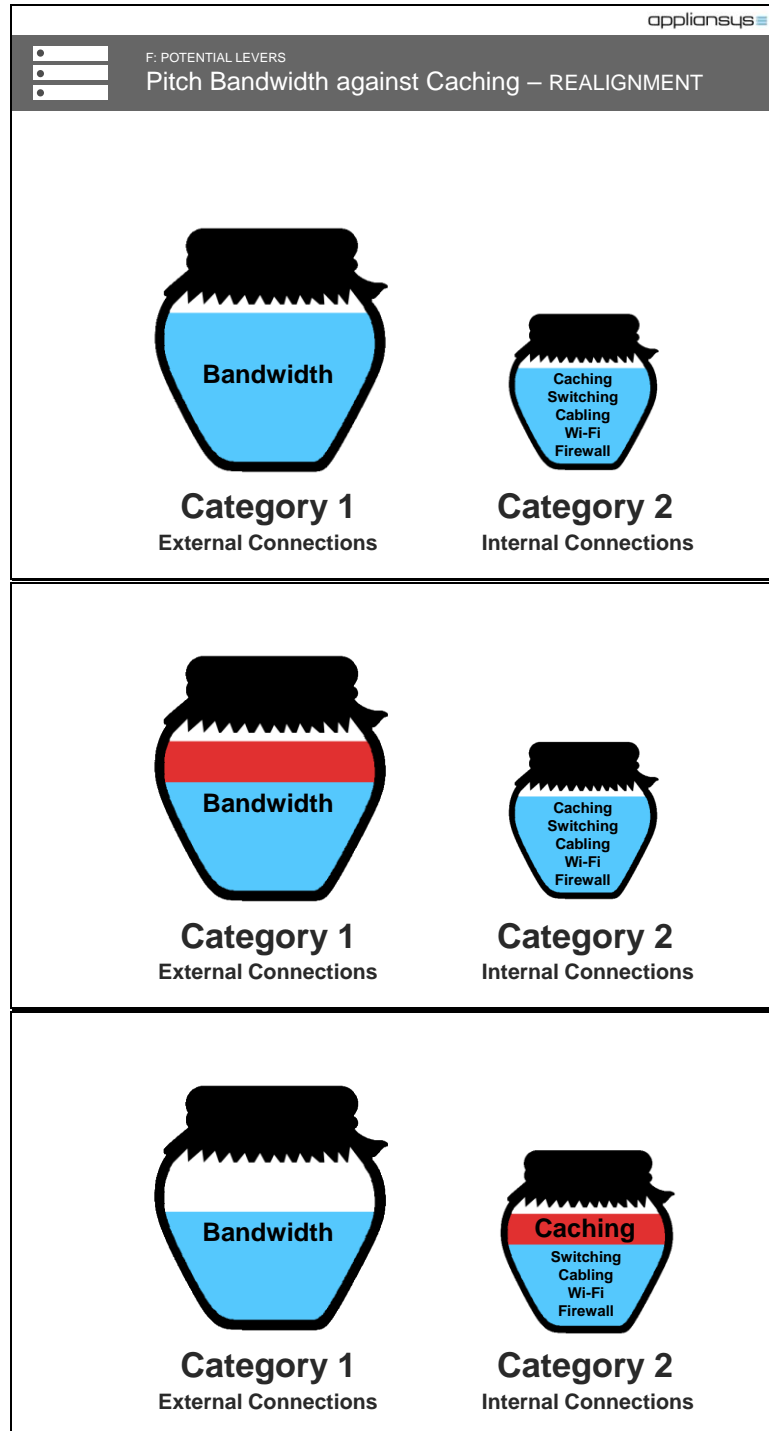 appliansys
F: POTENTIAL LEVERS
Pitch Bandwidth against Caching – REALIGNMENT
Bandwidth
Caching
Switching
Cabling
Wi-Fi
Firewall
Category 1
External Connections
Category 2
Internal Connections
Bandwidth
Caching
Switching
Cabling
Wi-Fi
Firewall
Category 1
External Connections
Category 2
Internal Connections
Bandwidth
Caching
Switching
Cabling
Wi-Fi
Firewall
Category 1
External Connections
Category 2
Internal Connections